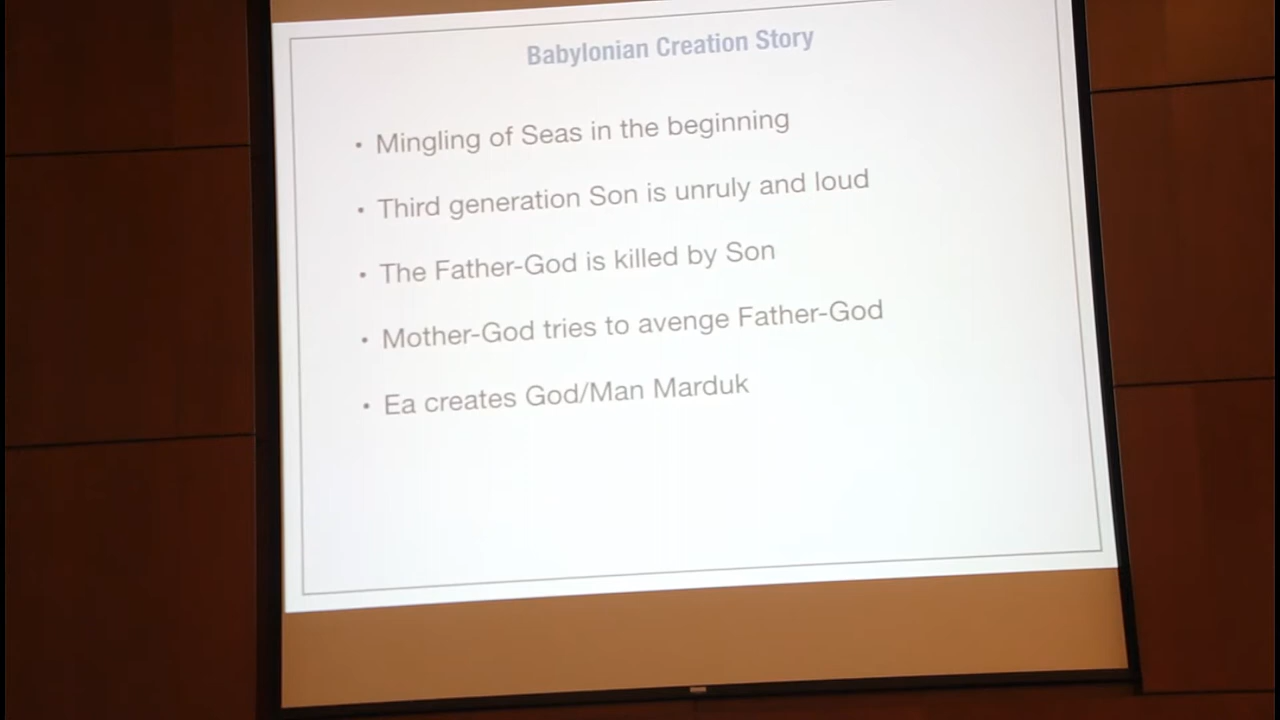 Babylonian Creation Story
• Mingling of Seas in the beginning
• Third generation Son is unruly and loud
• The Father-God is killed by Son
• Mother-God tries to avenge Father-God
• Ea creates God/Man Marduk